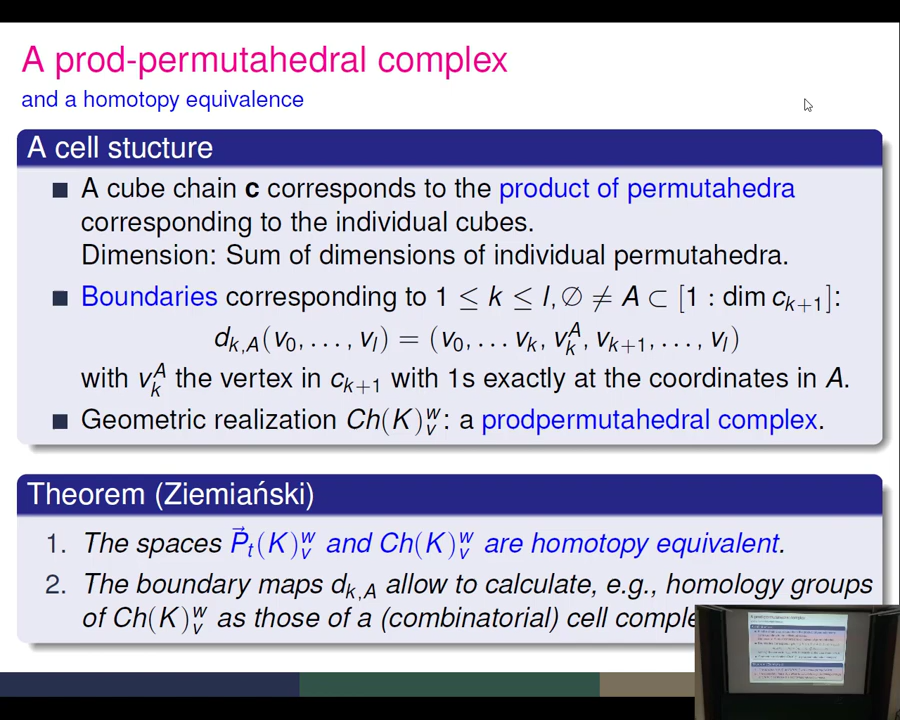 A prod-permutahedral complex
and a homotopy equivalence
A cell stucture
A cube chain c corresponds to the product of permutahedra
corresponding to the individual cubes.
Dimension: Sum of dimensions of individual permutahedra.
Boundaries corresponding to 1 ≤ k ≤ l, ∅ ≠ A ⊂ [1 : dim c_{k+1}]:
d_{k,A}(v_0, . . . , v_l) = (v_0, . . . v_k, v_k^A, v_{k+1}, . . . , v_l)
with v_k^A the vertex in c_{k+1} with 1s exactly at the coordinates in A.
Geometric realization Ch(K)_v^w: a prodpermutahedral complex.
Theorem (Ziemiański)
1. The spaces P⃗_t(K)_v^w and Ch(K)_v^w are homotopy equivalent.
2. The boundary maps d_{k,A} allow to calculate, e.g., homology groups
of Ch(K)_v^w as those of a (combinatorial) cell